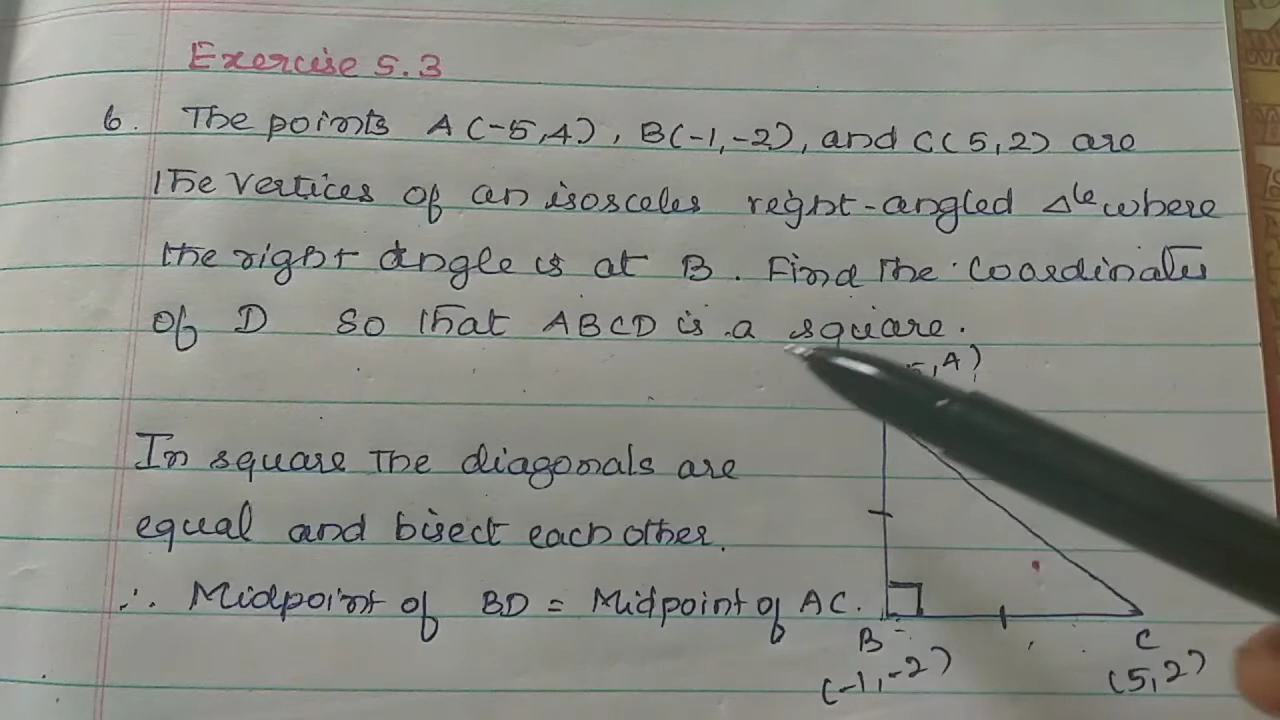 Exercise 5.3
6. The points A(-5,4), B(-1,-2), and C(5,2) are
the vertices of an isosceles right-angled Δle where
the right angle is at B. Find the coordinates
of D so that ABCD is a square.
5,4)
In square the diagonals are
equal and bisect each other.
∴ Midpoint of BD = Midpoint of AC.
B
C
(-1,-2)
(5,2)